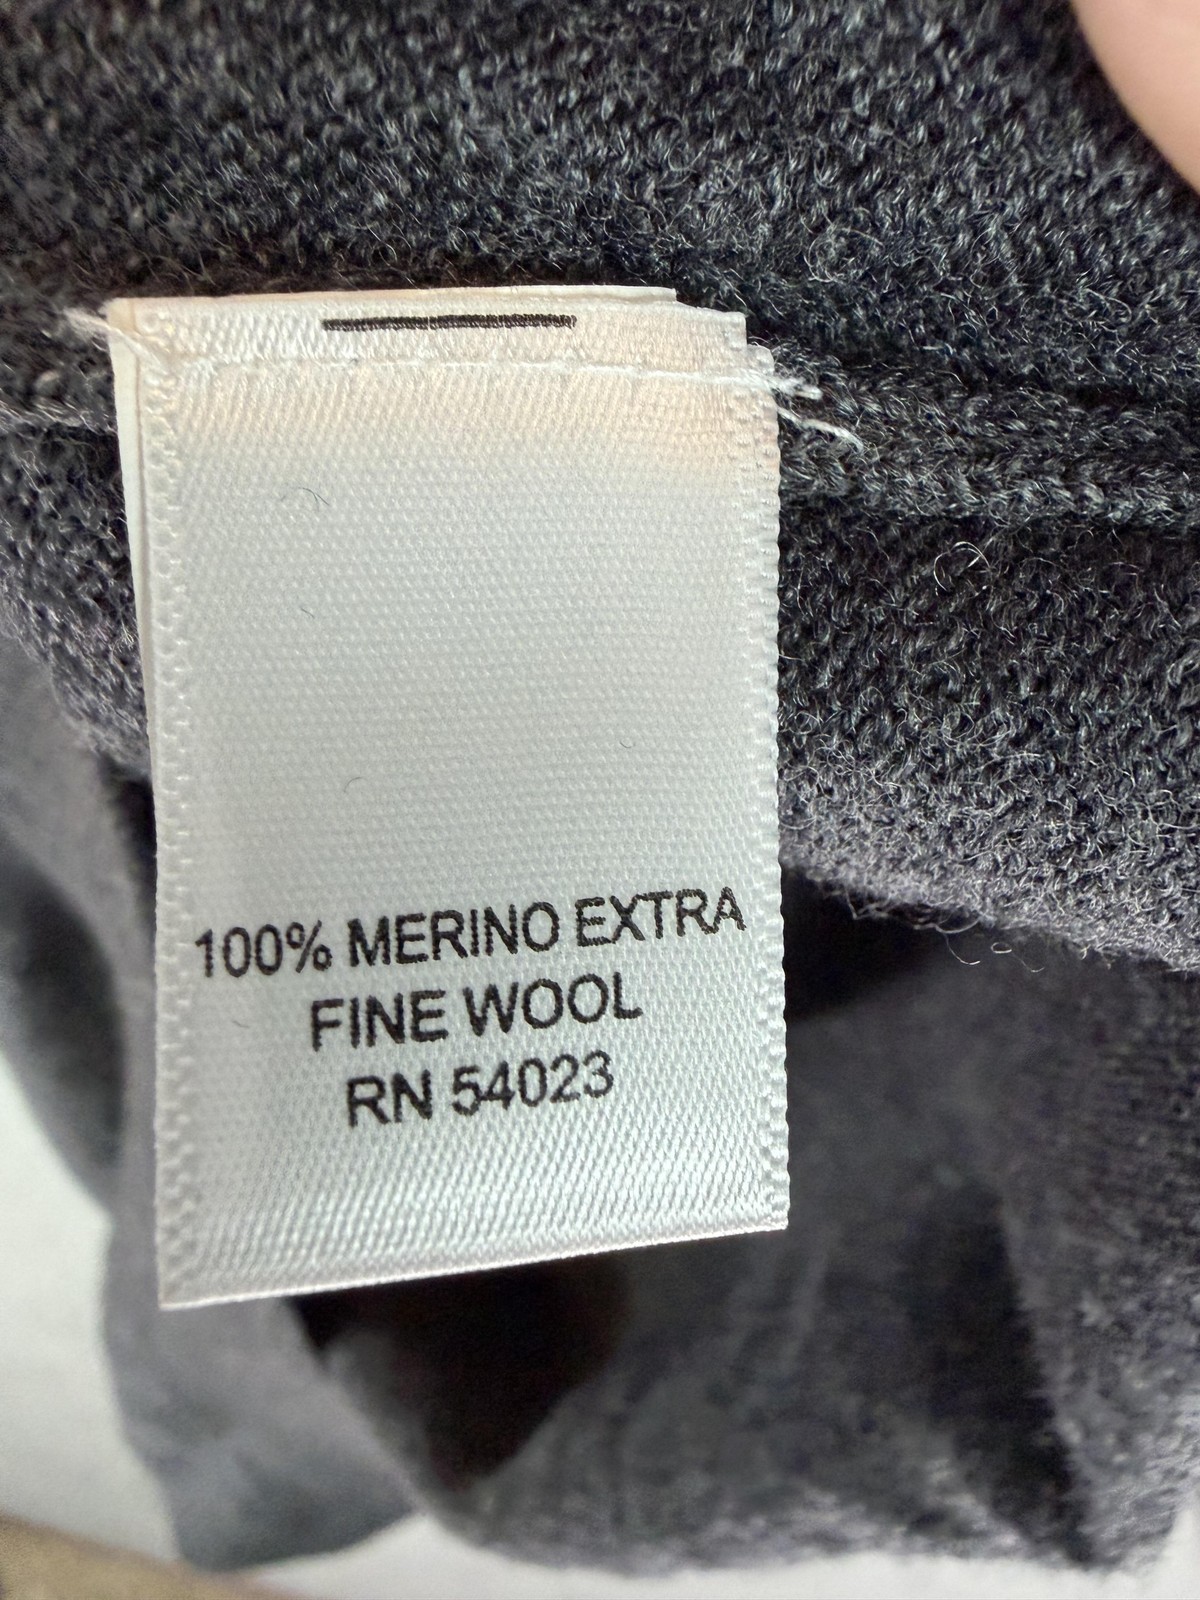 100% MERINO EXTRA
FINE WOOL
RN 54023